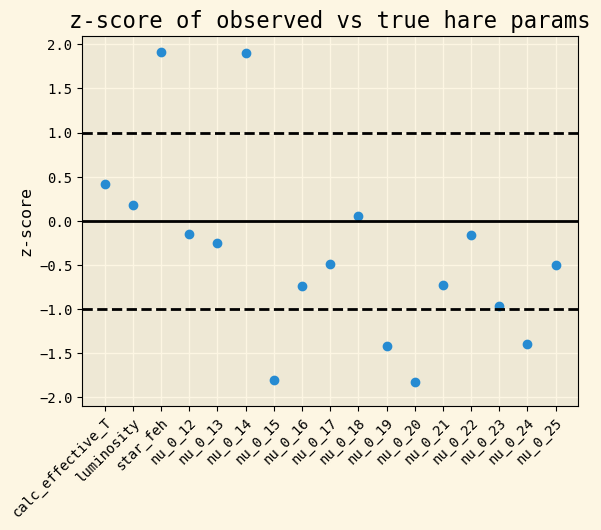 z-score of observed vs true hare params
2.0
1.5
1.0
0.5
0.0
−0.5
−1.0
−1.5
−2.0
z-score
calc_effective_T
luminosity
star_feh
nu_0_12
nu_0_13
nu_0_14
nu_0_15
nu_0_16
nu_0_17
nu_0_18
nu_0_19
nu_0_20
nu_0_21
nu_0_22
nu_0_23
nu_0_24
nu_0_25